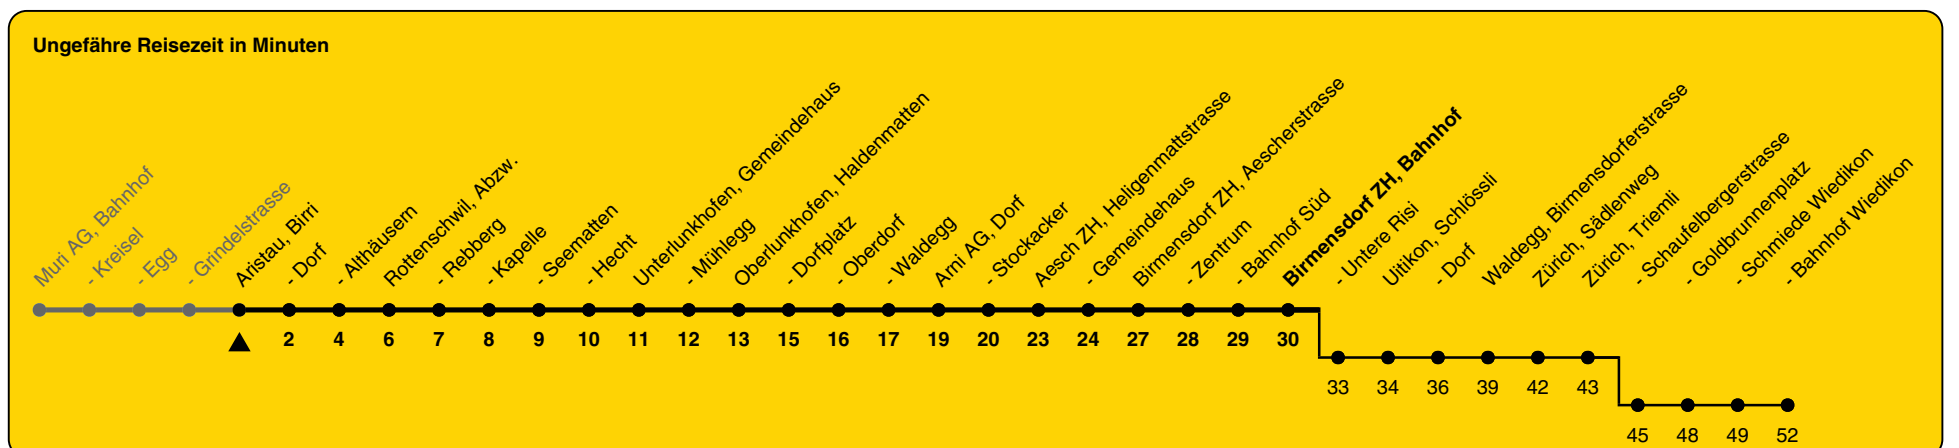 Ungefähre Reisezeit in Minuten
Muri AG, Bahnhof
- Kreisel
- Egg
- Grindelstrasse
Aristau, Birri
- Dorf
- Althäusern
Rottenschwil, Abzw.
- Rebberg
- Kapelle
- Seematten
- Hecht
Unterlunkhofen, Gemeindehaus
- Mühlegg
Oberlunkhofen, Haldenmatten
- Dorfplatz
- Oberdorf
- Waldegg
Arni AG, Dorf
- Stockacker
Aesch ZH, Heligenmattstrasse
- Gemeindehaus
Birmensdorf ZH, Aescherstrasse
- Zentrum
- Bahnhof Süd
Birmensdorf ZH, Bahnhof
- Untere Risi
Uitikon, Schlössli
- Dorf
Waldegg, Birmensdorferstrasse
Zürich, Sädlenweg
Zürich, Triemli
- Schaufelbergerstrasse
- Goldbrunnenplatz
- Schmiede Wiedikon
- Bahnhof Wiedikon
2 4 6 7 8 9 10 11 12 13 15 16 17 19 20 23 24 27 28 29 30
33 34 36 39 42 43
45 48 49 52